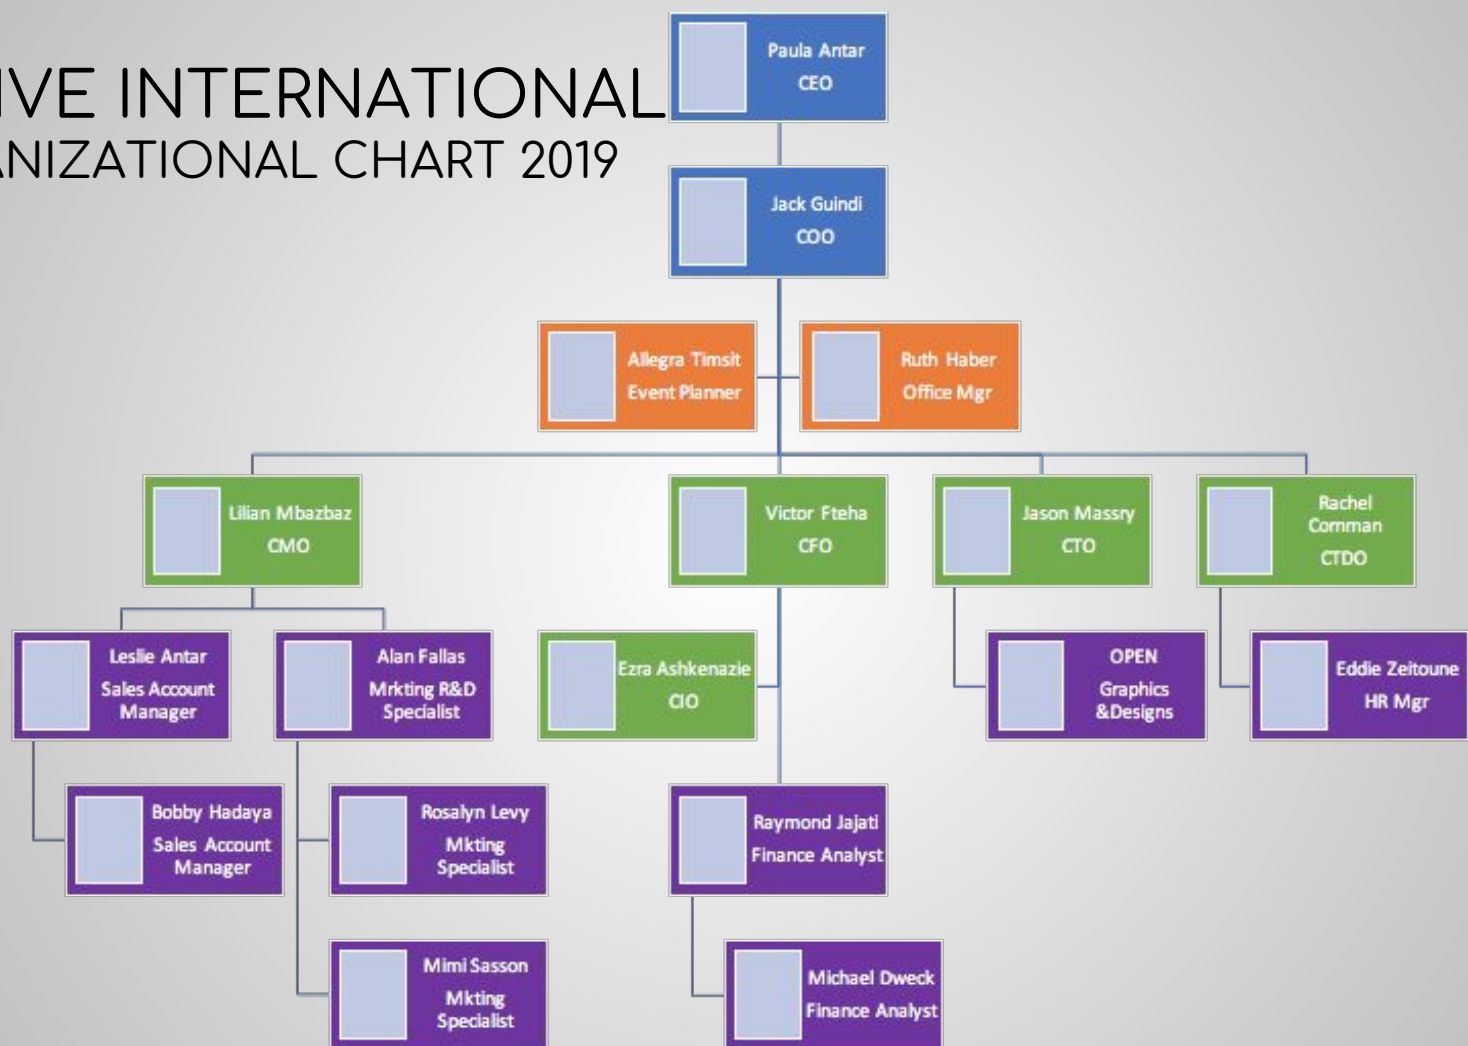 IVE INTERNATIONAL
ANIZATIONAL CHART 2019
Paula Antar
CEO
Jack Guindi
COO
Allegra Timsit
Event Planner
Ruth Haber
Office Mgr
Lilian Mbazbaz
CMO
Victor Fteha
CFO
Jason Massry
CTO
Rachel
Comman
CTDO
Leslie Antar
Sales Account
Manager
Alan Fallas
Mrkting R&D
Specialist
Ezra Ashkenazie
CIO
OPEN
Graphics
&Designs
Eddie Zeitoune
HR Mgr
Bobby Hadaya
Sales Account
Manager
Rosalyn Levy
Mkting
Specialist
Raymond Jajati
Finance Analyst
Mimi Sasson
Mkting
Specialist
Michael Dweck
Finance Analyst